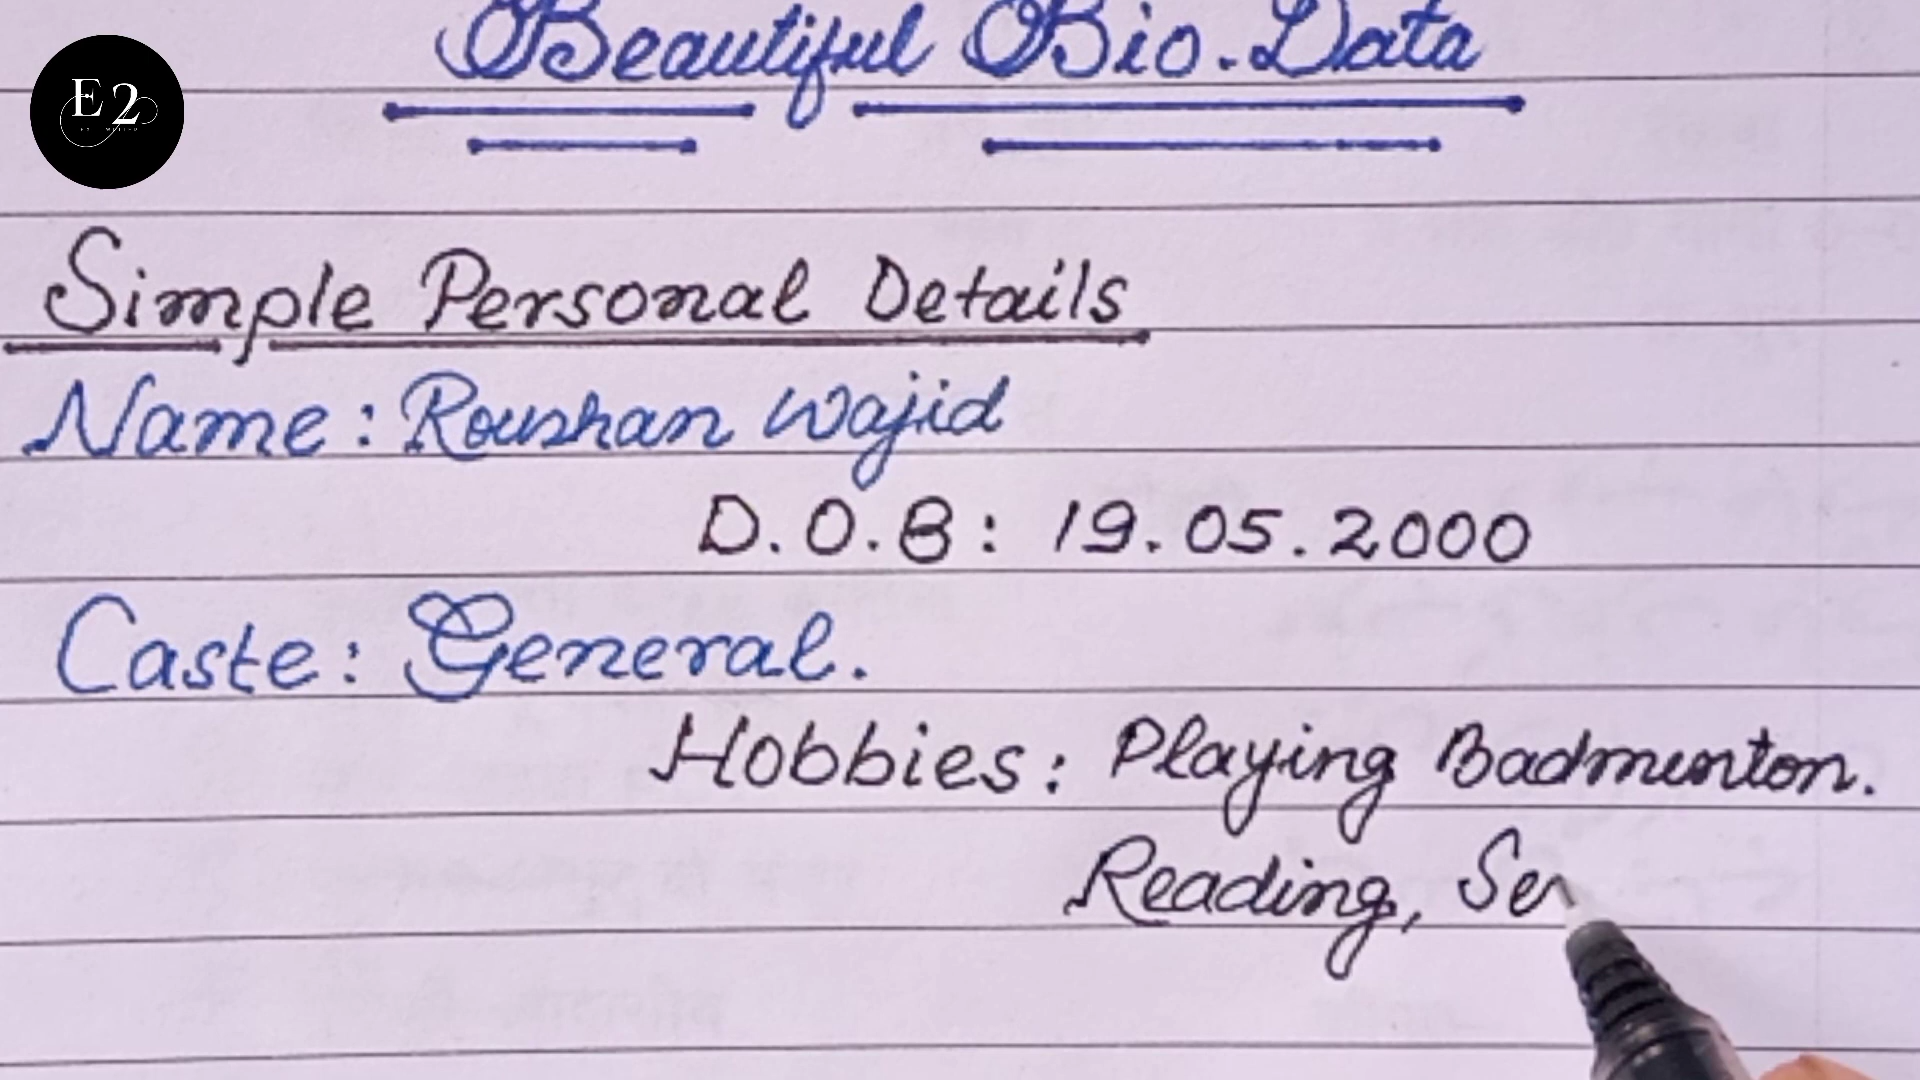 Beautiful Bio.Data
E2
Simple Personal Details
Name: Roushan Wajid
D.O.B: 19.05.2000
Caste: General.
Hobbies: Playing Badminton.
Reading, Se